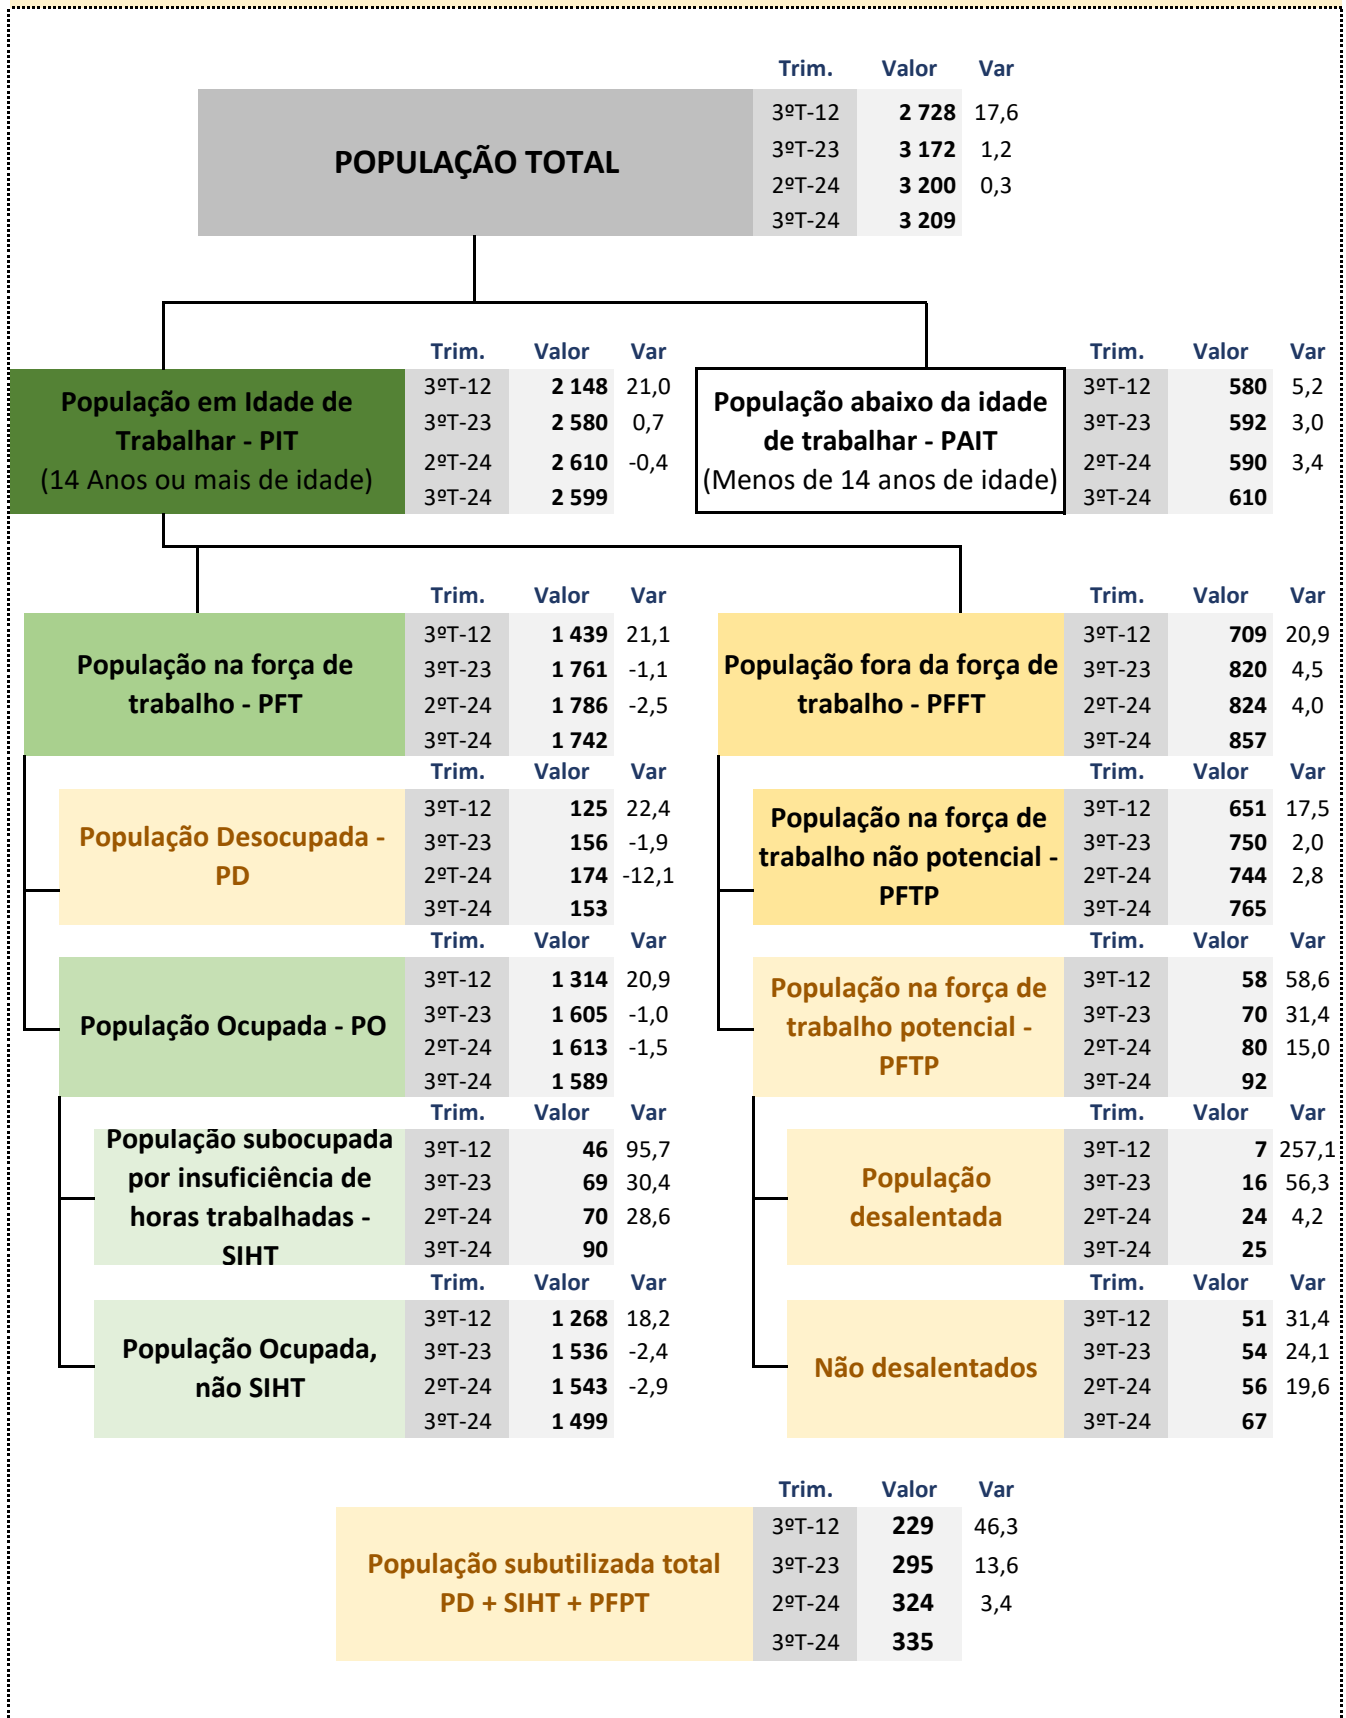 Trim. Valor Var
POPULAÇÃO TOTAL
3ºT-12 2 728 17,6
3ºT-23 3 172 1,2
2ºT-24 3 200 0,3
3ºT-24 3 209
Trim. Valor Var
População em Idade de
Trabalhar - PIT
(14 Anos ou mais de idade)
3ºT-12 2 148 21,0
3ºT-23 2 580 0,7
2ºT-24 2 610 -0,4
3ºT-24 2 599
Trim. Valor Var
População abaixo da idade
de trabalhar - PAIT
(Menos de 14 anos de idade)
3ºT-12 580 5,2
3ºT-23 592 3,0
2ºT-24 590 3,4
3ºT-24 610
Trim. Valor Var
População na força de
trabalho - PFT
3ºT-12 1 439 21,1
3ºT-23 1 761 -1,1
2ºT-24 1 786 -2,5
3ºT-24 1 742
Trim. Valor Var
População fora da força de
trabalho - PFFT
3ºT-12 709 20,9
3ºT-23 820 4,5
2ºT-24 824 4,0
3ºT-24 857
Trim. Valor Var
População Desocupada -
PD
3ºT-12 125 22,4
3ºT-23 156 -1,9
2ºT-24 174 -12,1
3ºT-24 153
Trim. Valor Var
População na força de
trabalho não potencial -
PFTP
3ºT-12 651 17,5
3ºT-23 750 2,0
2ºT-24 744 2,8
3ºT-24 765
Trim. Valor Var
População Ocupada - PO
3ºT-12 1 314 20,9
3ºT-23 1 605 -1,0
2ºT-24 1 613 -1,5
3ºT-24 1 589
Trim. Valor Var
População na força de
trabalho potencial -
PFTP
3ºT-12 58 58,6
3ºT-23 70 31,4
2ºT-24 80 15,0
3ºT-24 92
Trim. Valor Var
População subocupada
por insuficiência de
horas trabalhadas -
SIHT
3ºT-12 46 95,7
3ºT-23 69 30,4
2ºT-24 70 28,6
3ºT-24 90
Trim. Valor Var
População
desalentada
3ºT-12 7 257,1
3ºT-23 16 56,3
2ºT-24 24 4,2
3ºT-24 25
Trim. Valor Var
População Ocupada,
não SIHT
3ºT-12 1 268 18,2
3ºT-23 1 536 -2,4
2ºT-24 1 543 -2,9
3ºT-24 1 499
Trim. Valor Var
Não desalentados
3ºT-12 51 31,4
3ºT-23 54 24,1
2ºT-24 56 19,6
3ºT-24 67
Trim. Valor Var
População subutilizada total
PD + SIHT + PFPT
3ºT-12 229 46,3
3ºT-23 295 13,6
2ºT-24 324 3,4
3ºT-24 335